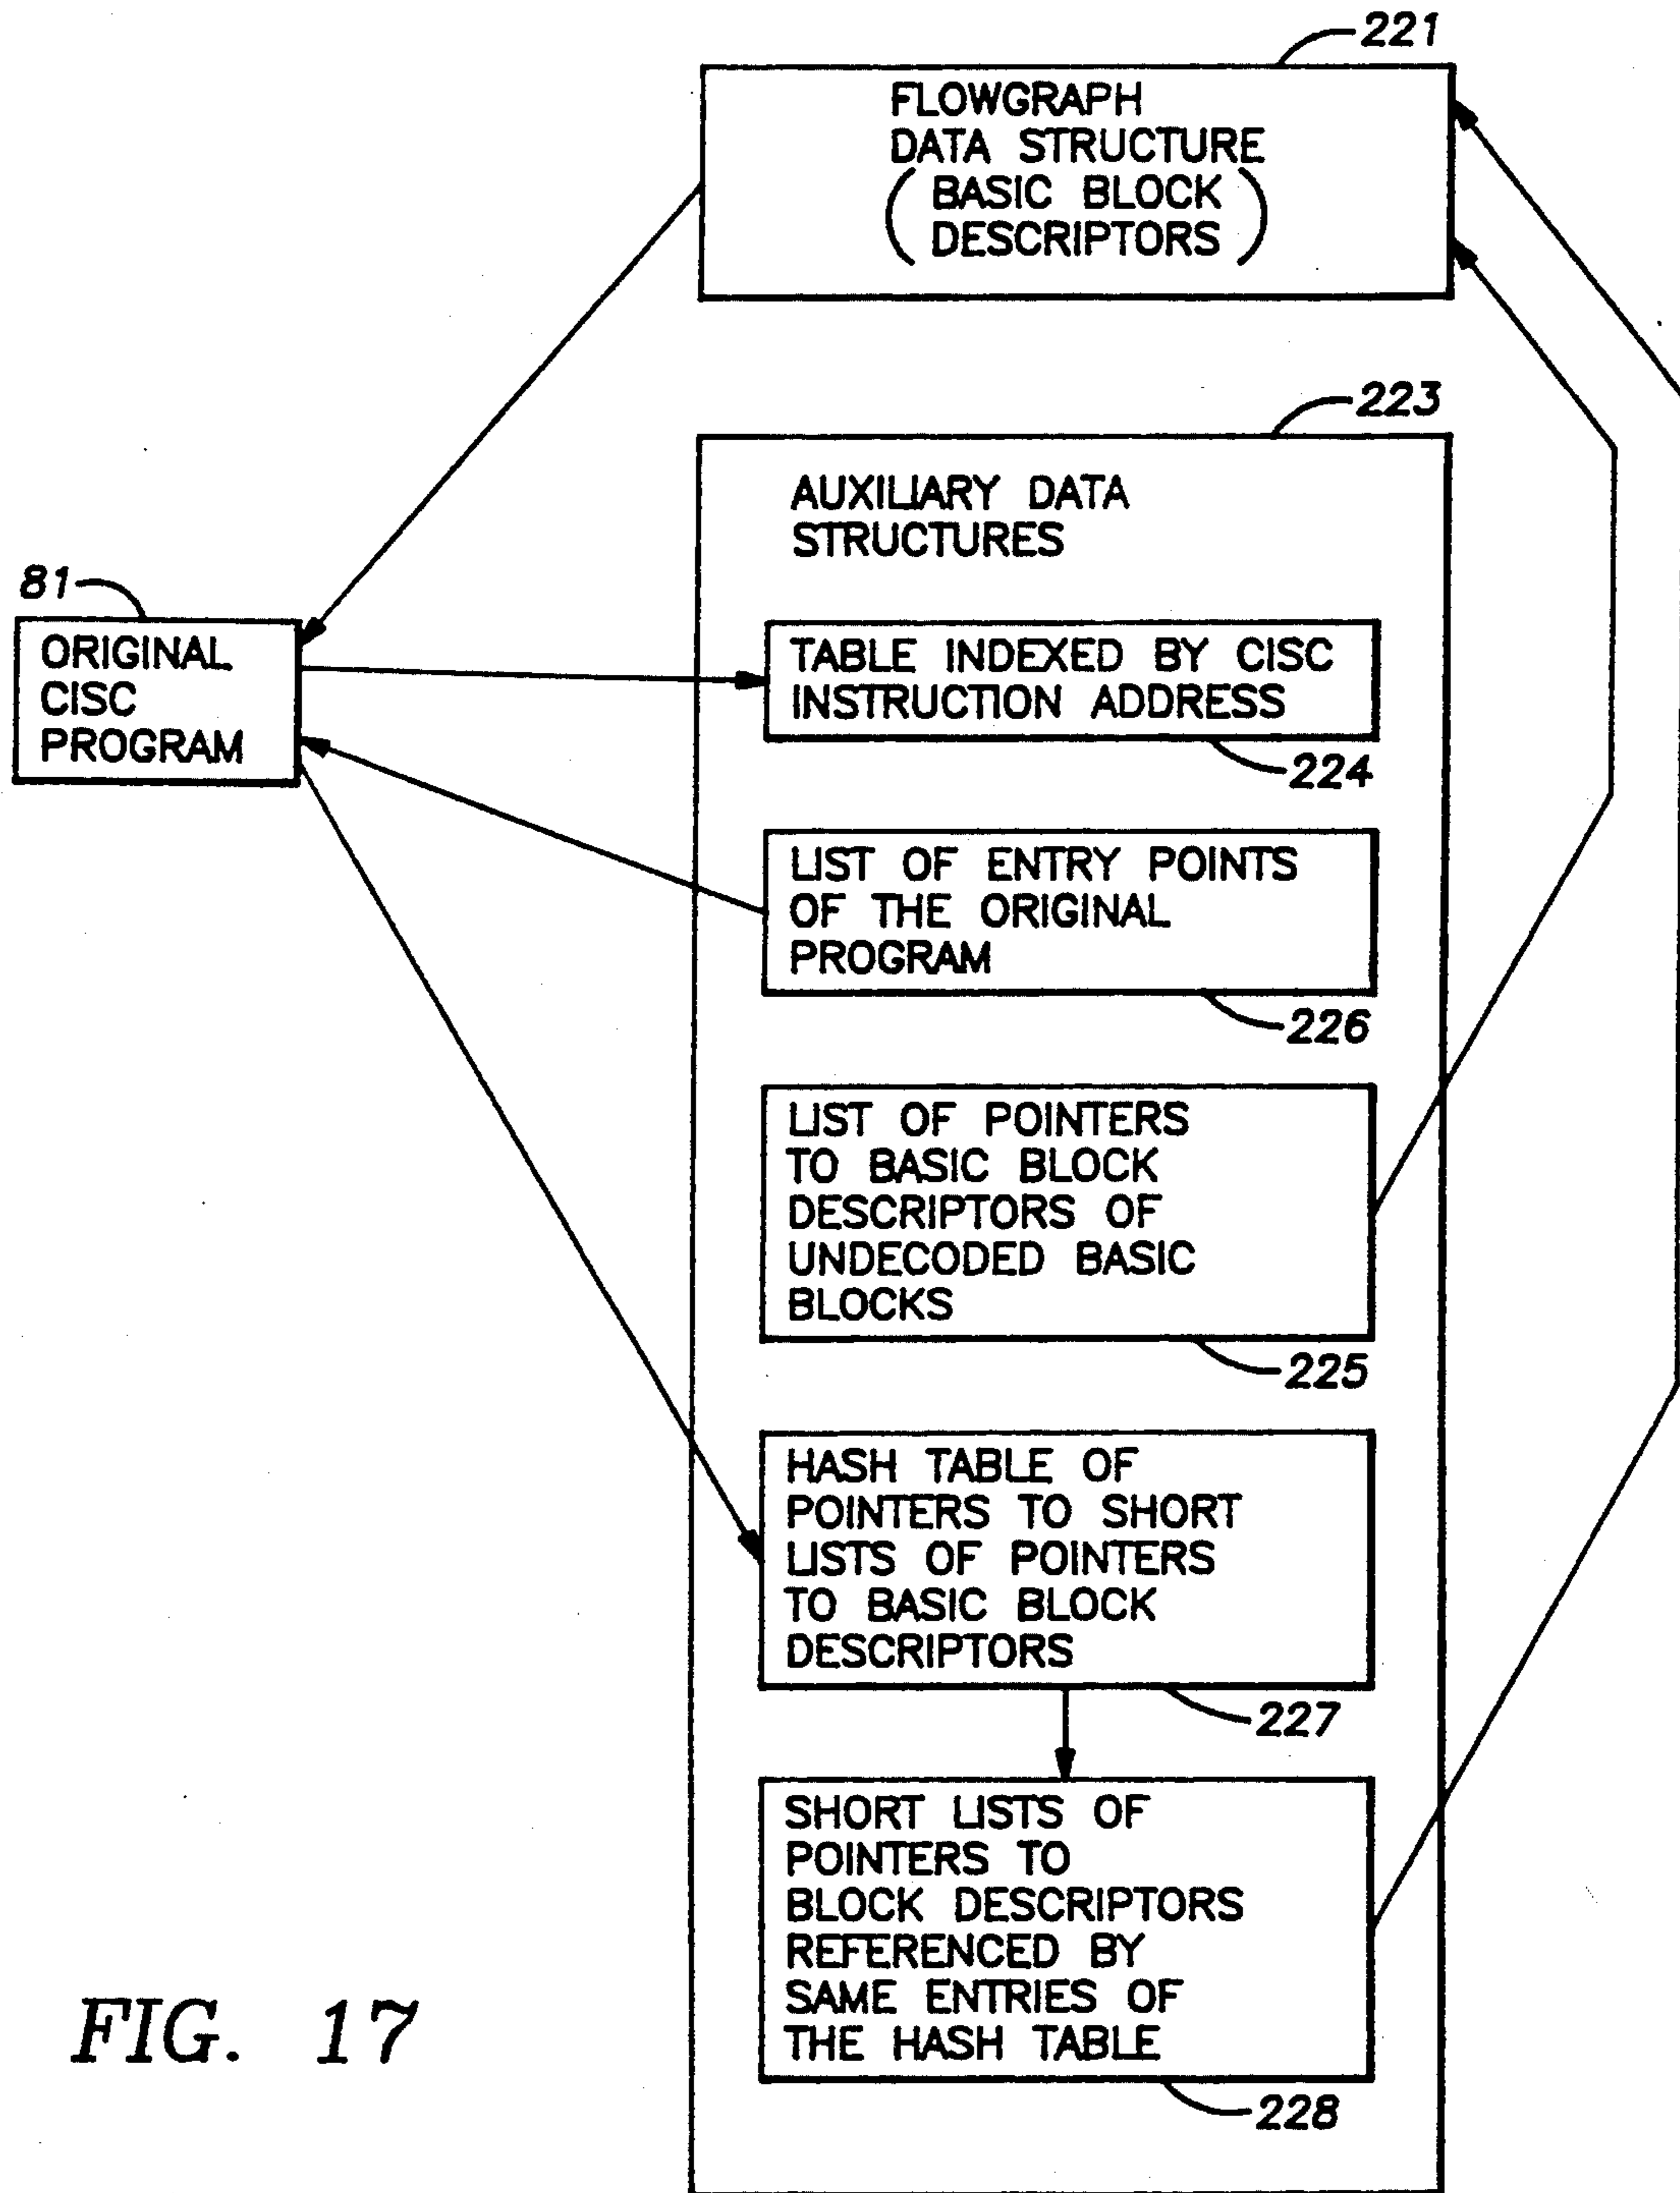 221
FLOWGRAPH
DATA STRUCTURE
( BASIC BLOCK
DESCRIPTORS )
223
AUXILIARY DATA
STRUCTURES
81
ORIGINAL
CISC
PROGRAM
TABLE INDEXED BY CISC
INSTRUCTION ADDRESS
224
LIST OF ENTRY POINTS
OF THE ORIGINAL
PROGRAM
226
LIST OF POINTERS
TO BASIC BLOCK
DESCRIPTORS OF
UNDECODED BASIC
BLOCKS
225
HASH TABLE OF
POINTERS TO SHORT
LISTS OF POINTERS
TO BASIC BLOCK
DESCRIPTORS
227
SHORT LISTS OF
POINTERS TO
BLOCK DESCRIPTORS
REFERENCED BY
SAME ENTRIES OF
THE HASH TABLE
228
FIG. 17